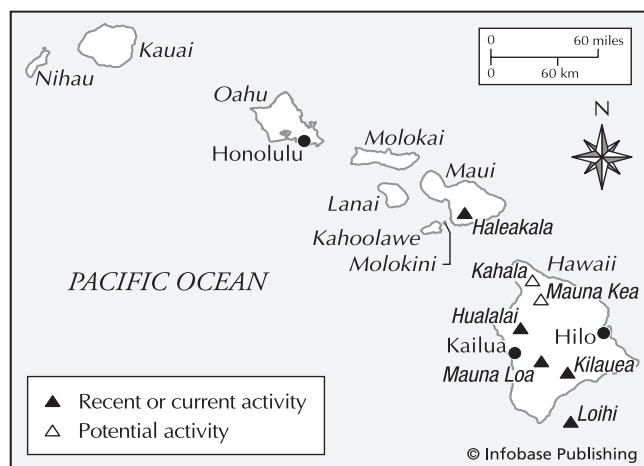 Kauai
Nihau
0 60 miles
0 60 km
N
Oahu
Honolulu
Molokai
Maui
Lanai
Haleakala
Kahoolawe
Molokini
PACIFIC OCEAN
Hawaii
Kahala
Mauna Kea
Hualalai
Hilo
Kailua
Mauna Loa
Kilauea
Loihi
Recent or current activity
Potential activity
© Infobase Publishing